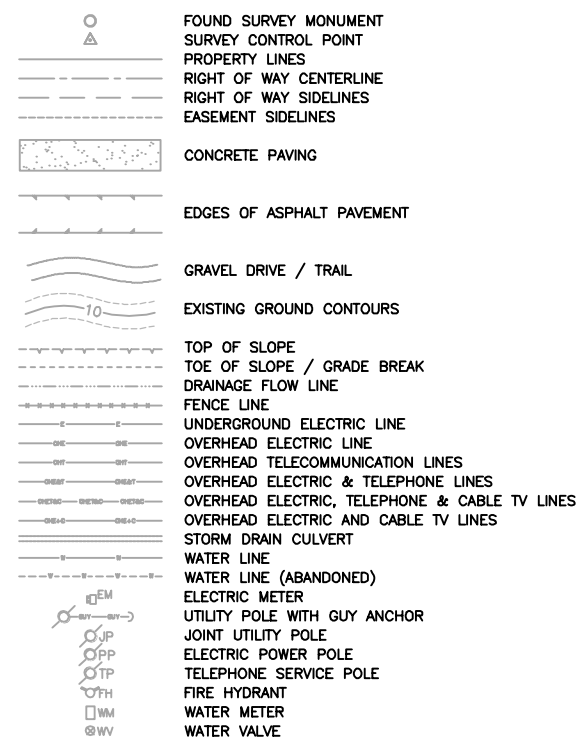 FOUND SURVEY MONUMENT
SURVEY CONTROL POINT
PROPERTY LINES
RIGHT OF WAY CENTERLINE
RIGHT OF WAY SIDELINES
EASEMENT SIDELINES
CONCRETE PAVING
EDGES OF ASPHALT PAVEMENT
GRAVEL DRIVE / TRAIL
10 EXISTING GROUND CONTOURS
TOP OF SLOPE
TOE OF SLOPE / GRADE BREAK
DRAINAGE FLOW LINE
FENCE LINE
E E UNDERGROUND ELECTRIC LINE
OHE OHE OVERHEAD ELECTRIC LINE
OHT OHT OVERHEAD TELECOMMUNICATION LINES
OHE&T OHE&T OVERHEAD ELECTRIC & TELEPHONE LINES
OVERHEAD ELECTRIC, TELEPHONE & CABLE TV LINES
OHE+C OHE+C OVERHEAD ELECTRIC AND CABLE TV LINES
STORM DRAIN CULVERT
W W WATER LINE
W W W W WATER LINE (ABANDONED)
EM ELECTRIC METER
GUY GUY UTILITY POLE WITH GUY ANCHOR
JP JOINT UTILITY POLE
PP ELECTRIC POWER POLE
TP TELEPHONE SERVICE POLE
FH FIRE HYDRANT
WM WATER METER
WV WATER VALVE